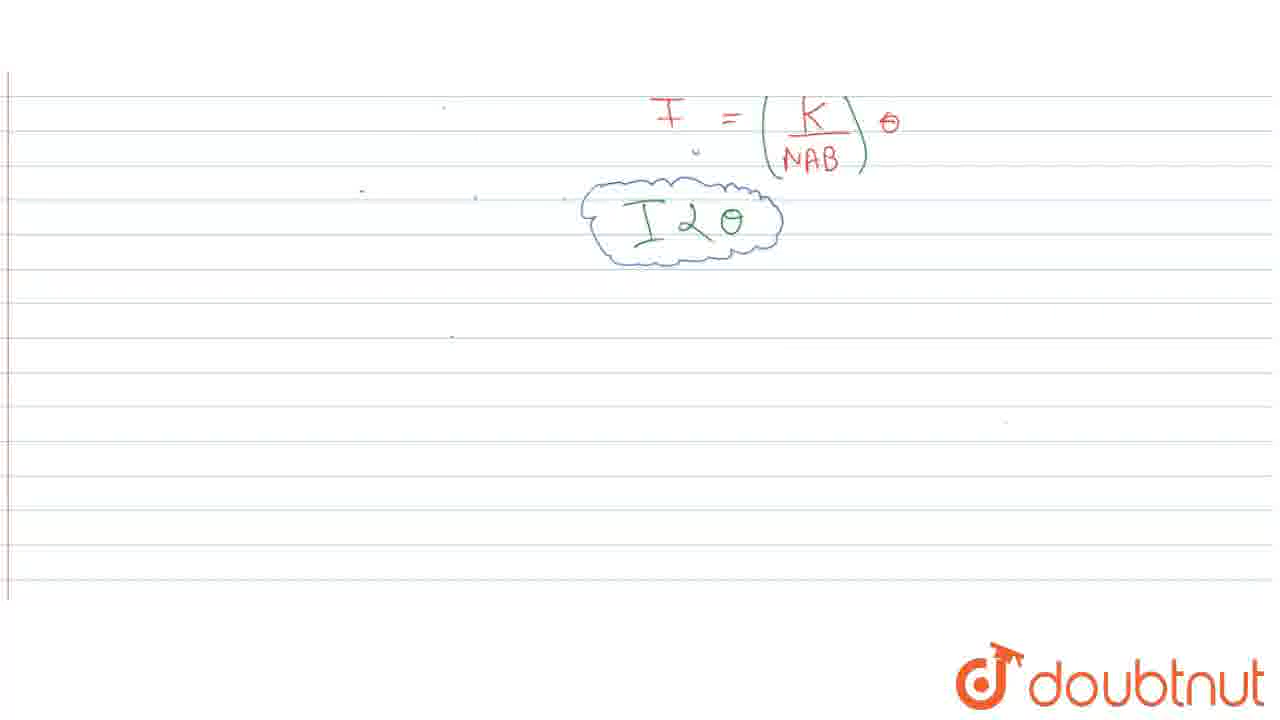 I = (K/NAB) θ
I α θ
doubtnut